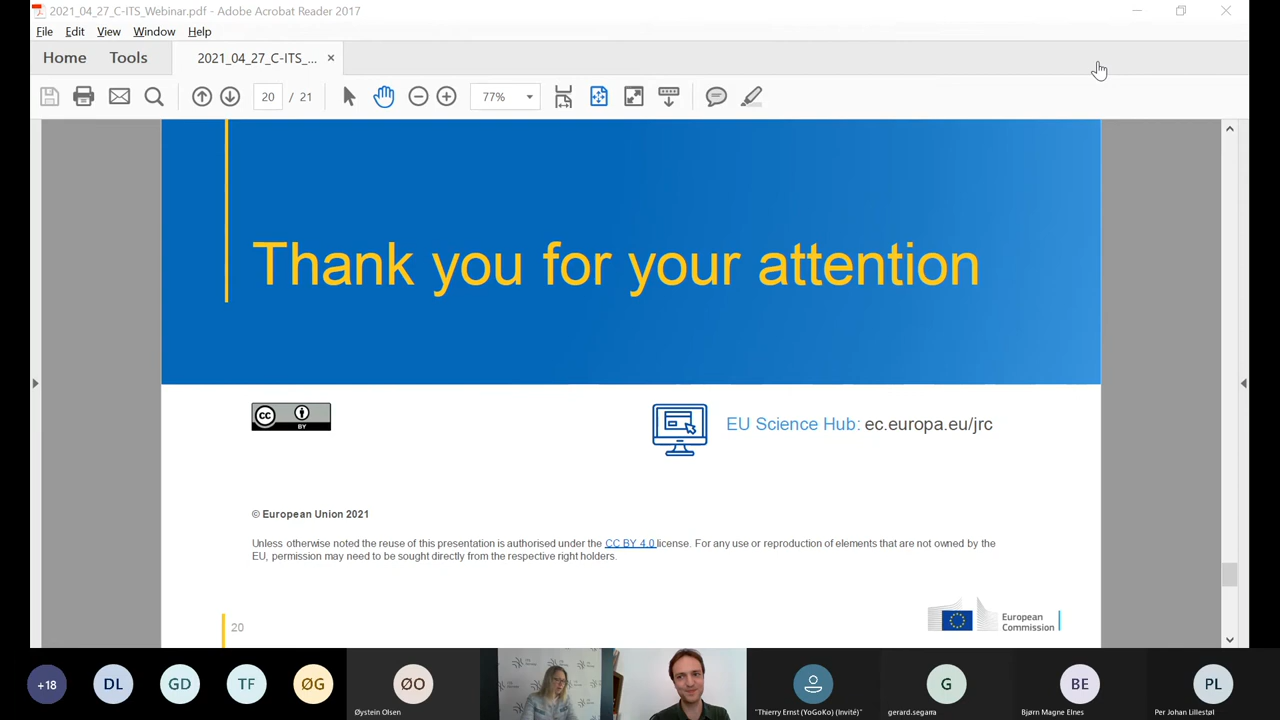 2021_04_27_C-ITS_Webinar.pdf - Adobe Acrobat Reader 2017
File Edit View Window Help
Home Tools 2021_04_27_C-ITS_... ×
20 / 21 77%
Thank you for your attention
cc BY
EU Science Hub: ec.europa.eu/jrc
© European Union 2021
Unless otherwise noted the reuse of this presentation is authorised under the CC BY 4.0 license. For any use or reproduction of elements that are not owned by the
EU, permission may need to be sought directly from the respective right holders.
20
European
Commission
+18 DL GD TF ØG ØO G BE PL
Øystein Olsen "Thierry Ernst (YoGoKo) (Invité)" gerard.segarra Bjørn Magne Elnes Per Johan Lillestøl